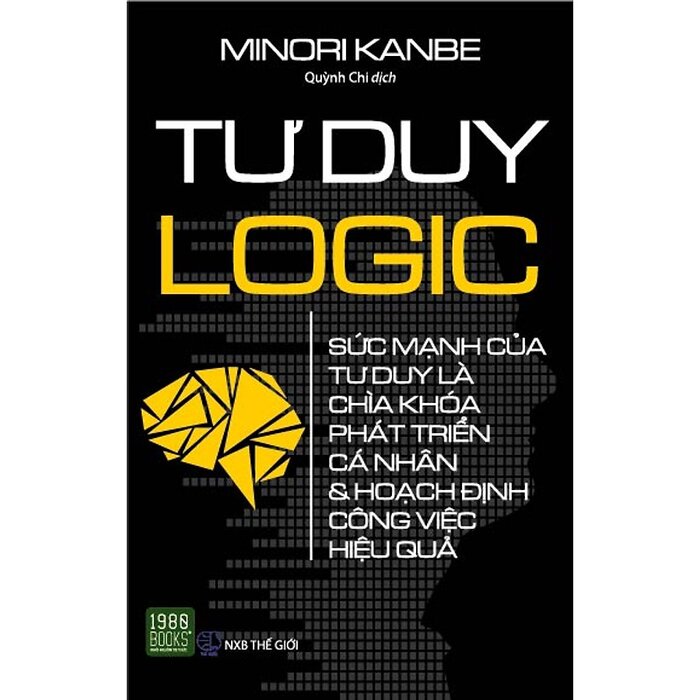 MINORI KANBE
Quỳnh Chi dịch
TƯ DUY
LOGIC
SỨC MẠNH CỦA
TƯ DUY LÀ
CHÌA KHÓA
PHÁT TRIỂN
CÁ NHÂN
& HOẠCH ĐỊNH
CÔNG VIỆC
HIỆU QUẢ
1980
BOOKS
NXB THẾ GIỚI